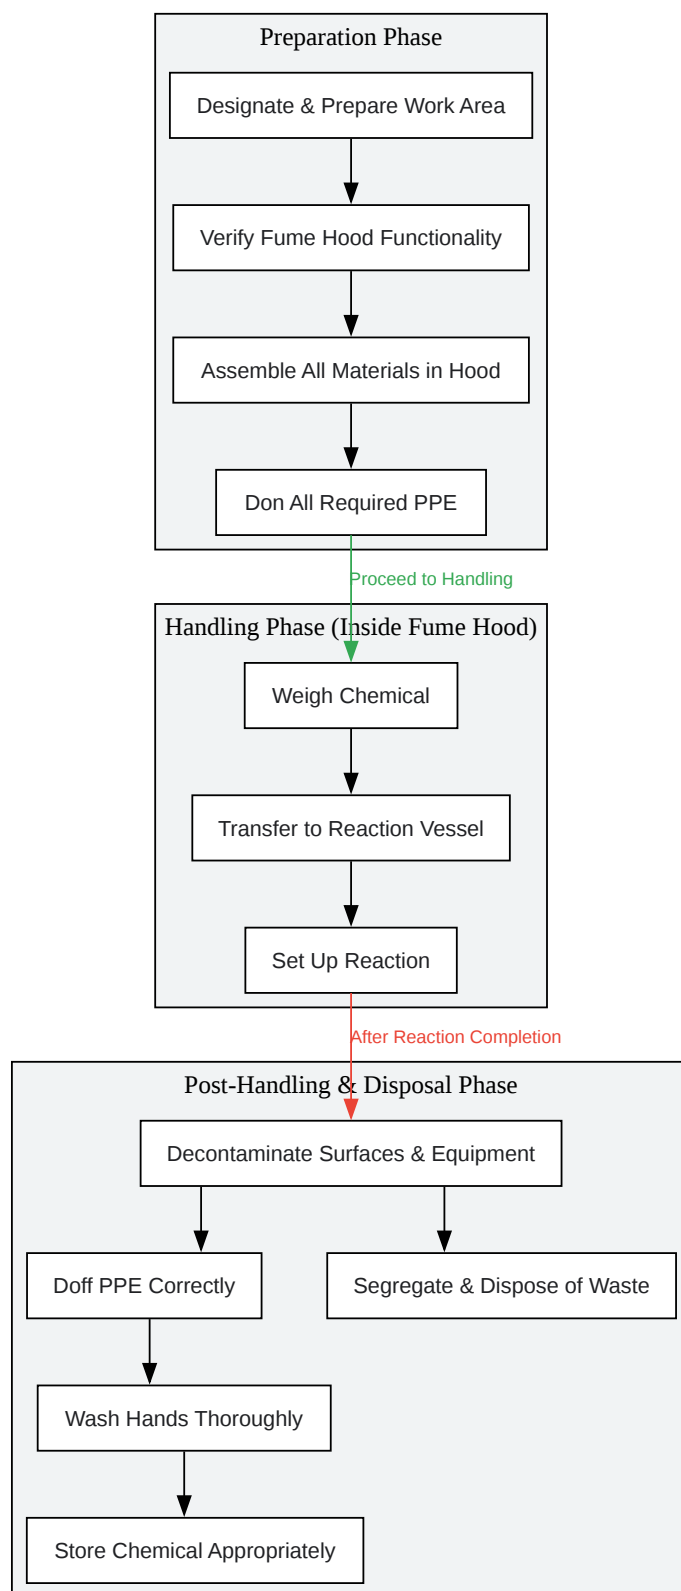 Preparation Phase
Designate & Prepare Work Area
Verify Fume Hood Functionality
Assemble All Materials in Hood
Don All Required PPE
Proceed to Handling
Handling Phase (Inside Fume Hood)
Weigh Chemical
Transfer to Reaction Vessel
Set Up Reaction
After Reaction Completion
Post-Handling & Disposal Phase
Decontaminate Surfaces & Equipment
Doff PPE Correctly
Segregate & Dispose of Waste
Wash Hands Thoroughly
Store Chemical Appropriately